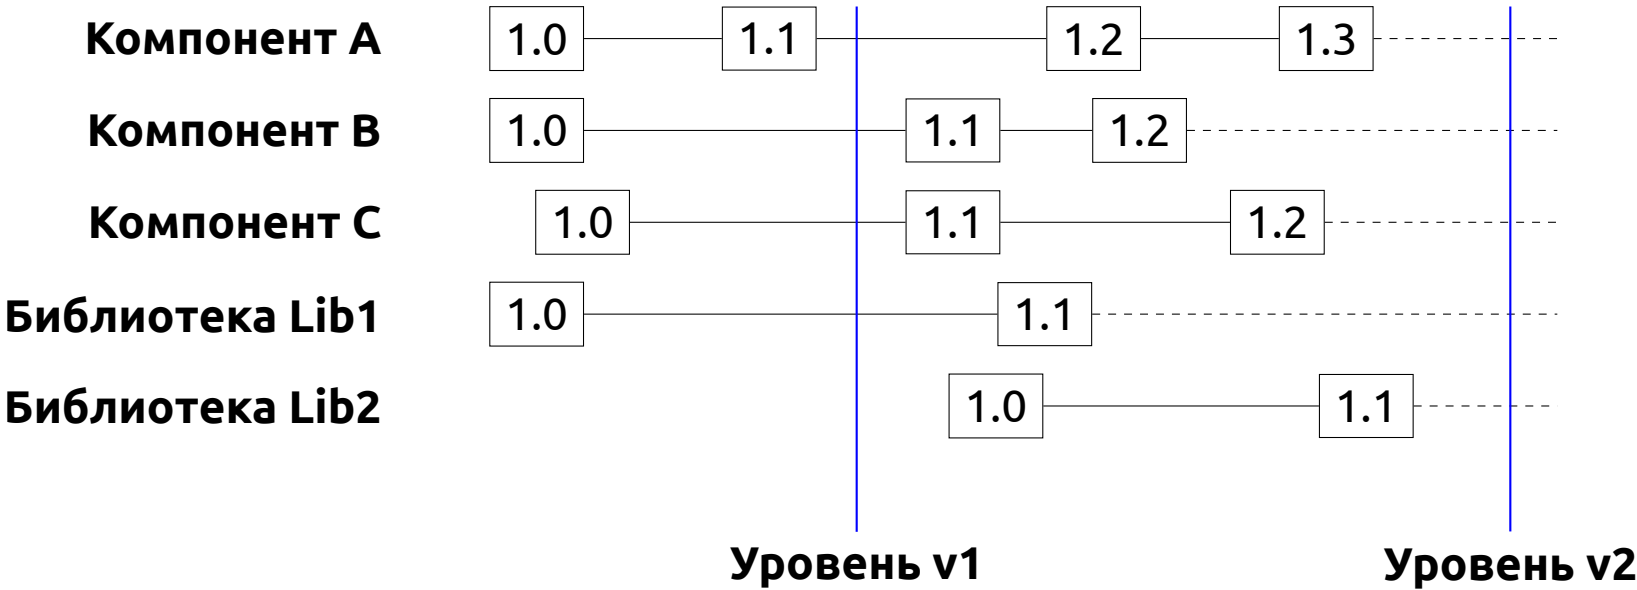 Компонент A 1.0 1.1 1.2 1.3
Компонент B 1.0 1.1 1.2
Компонент C 1.0 1.1 1.2
Библиотека Lib1 1.0 1.1
Библиотека Lib2 1.0 1.1
Уровень v1 Уровень v2